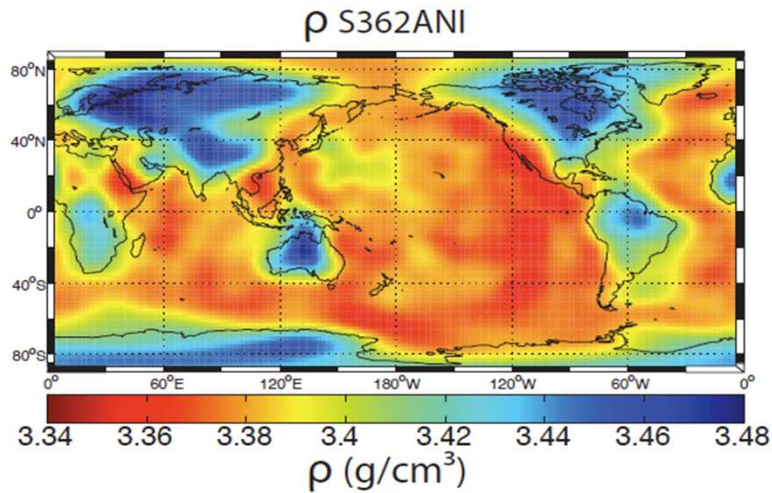 ρ S362ANI
80°N
40°N
0°
40°S
80°S
0° 60°E 120°E 180°W 120°W 60°W 0°
3.34 3.36 3.38 3.4 3.42 3.44 3.46 3.48
ρ (g/cm³)